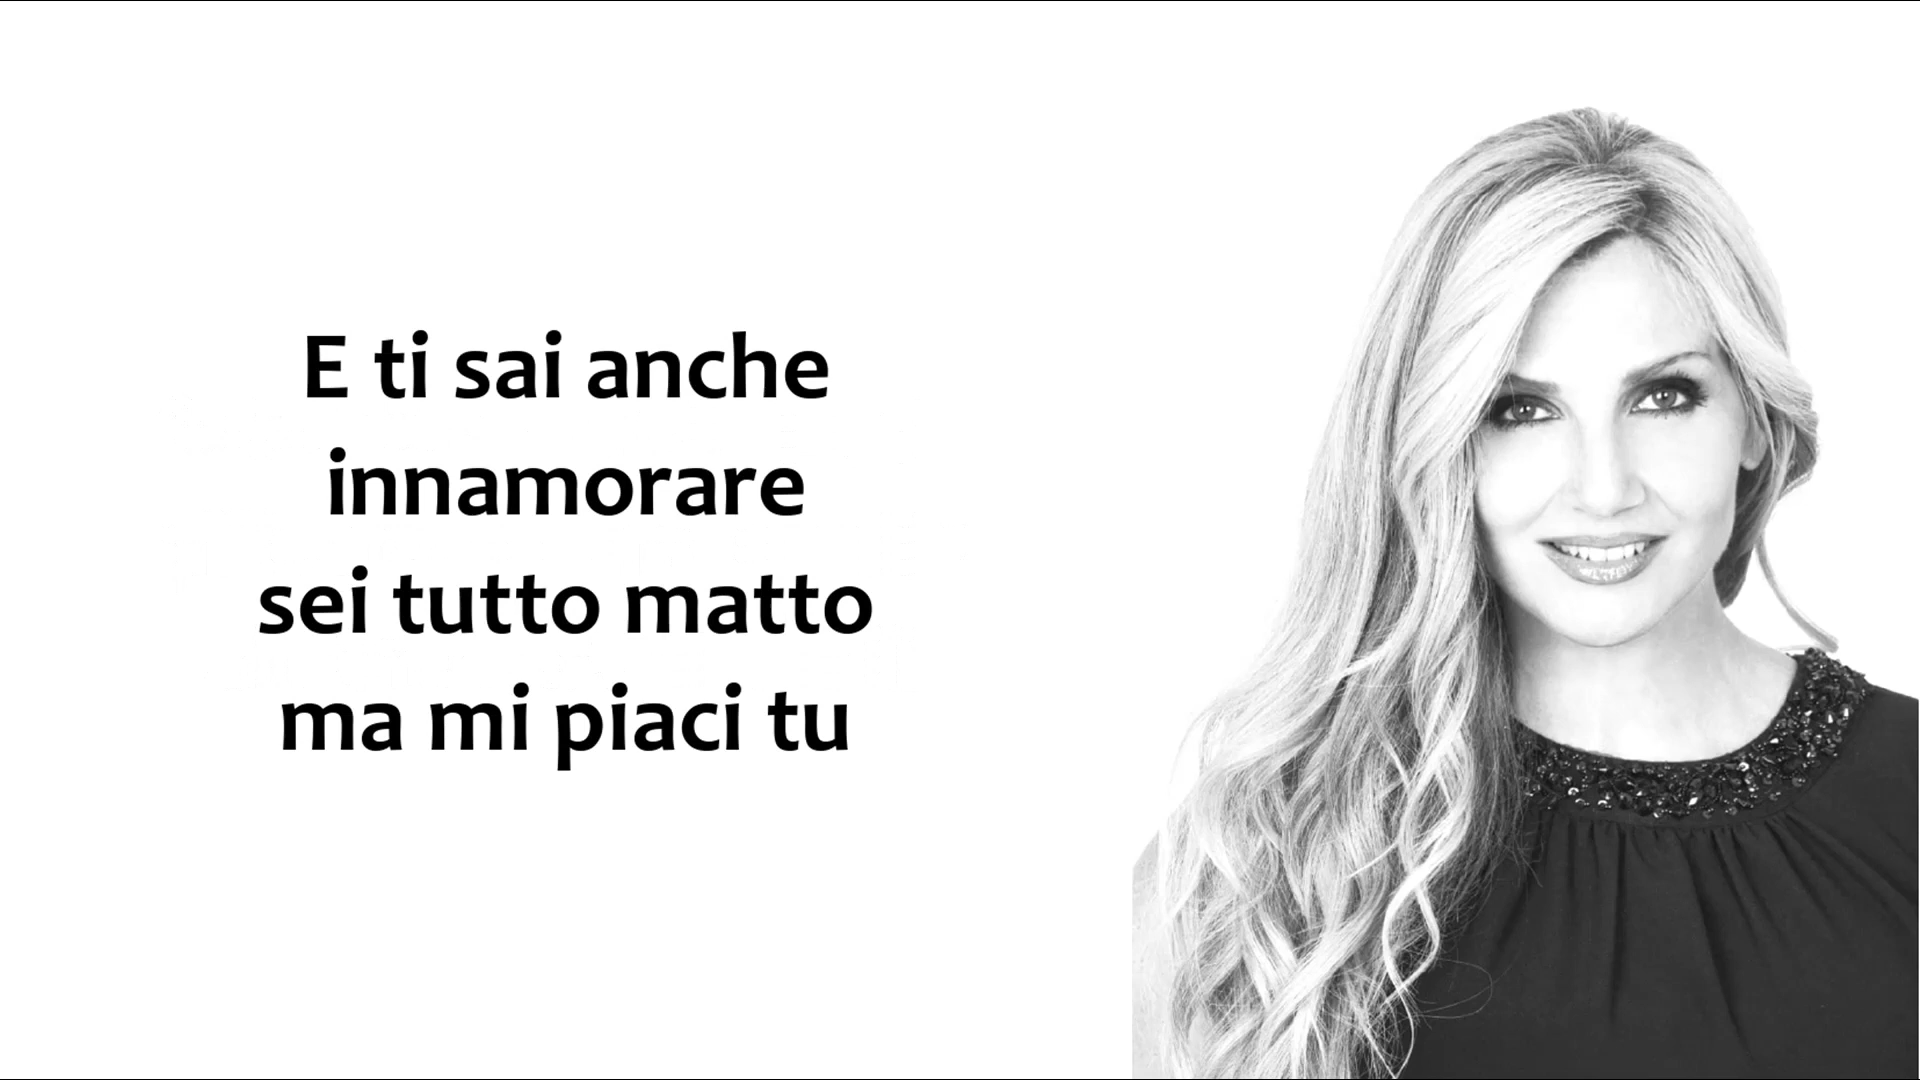 E ti sai anche
innamorare
sei tutto matto
ma mi piaci tu